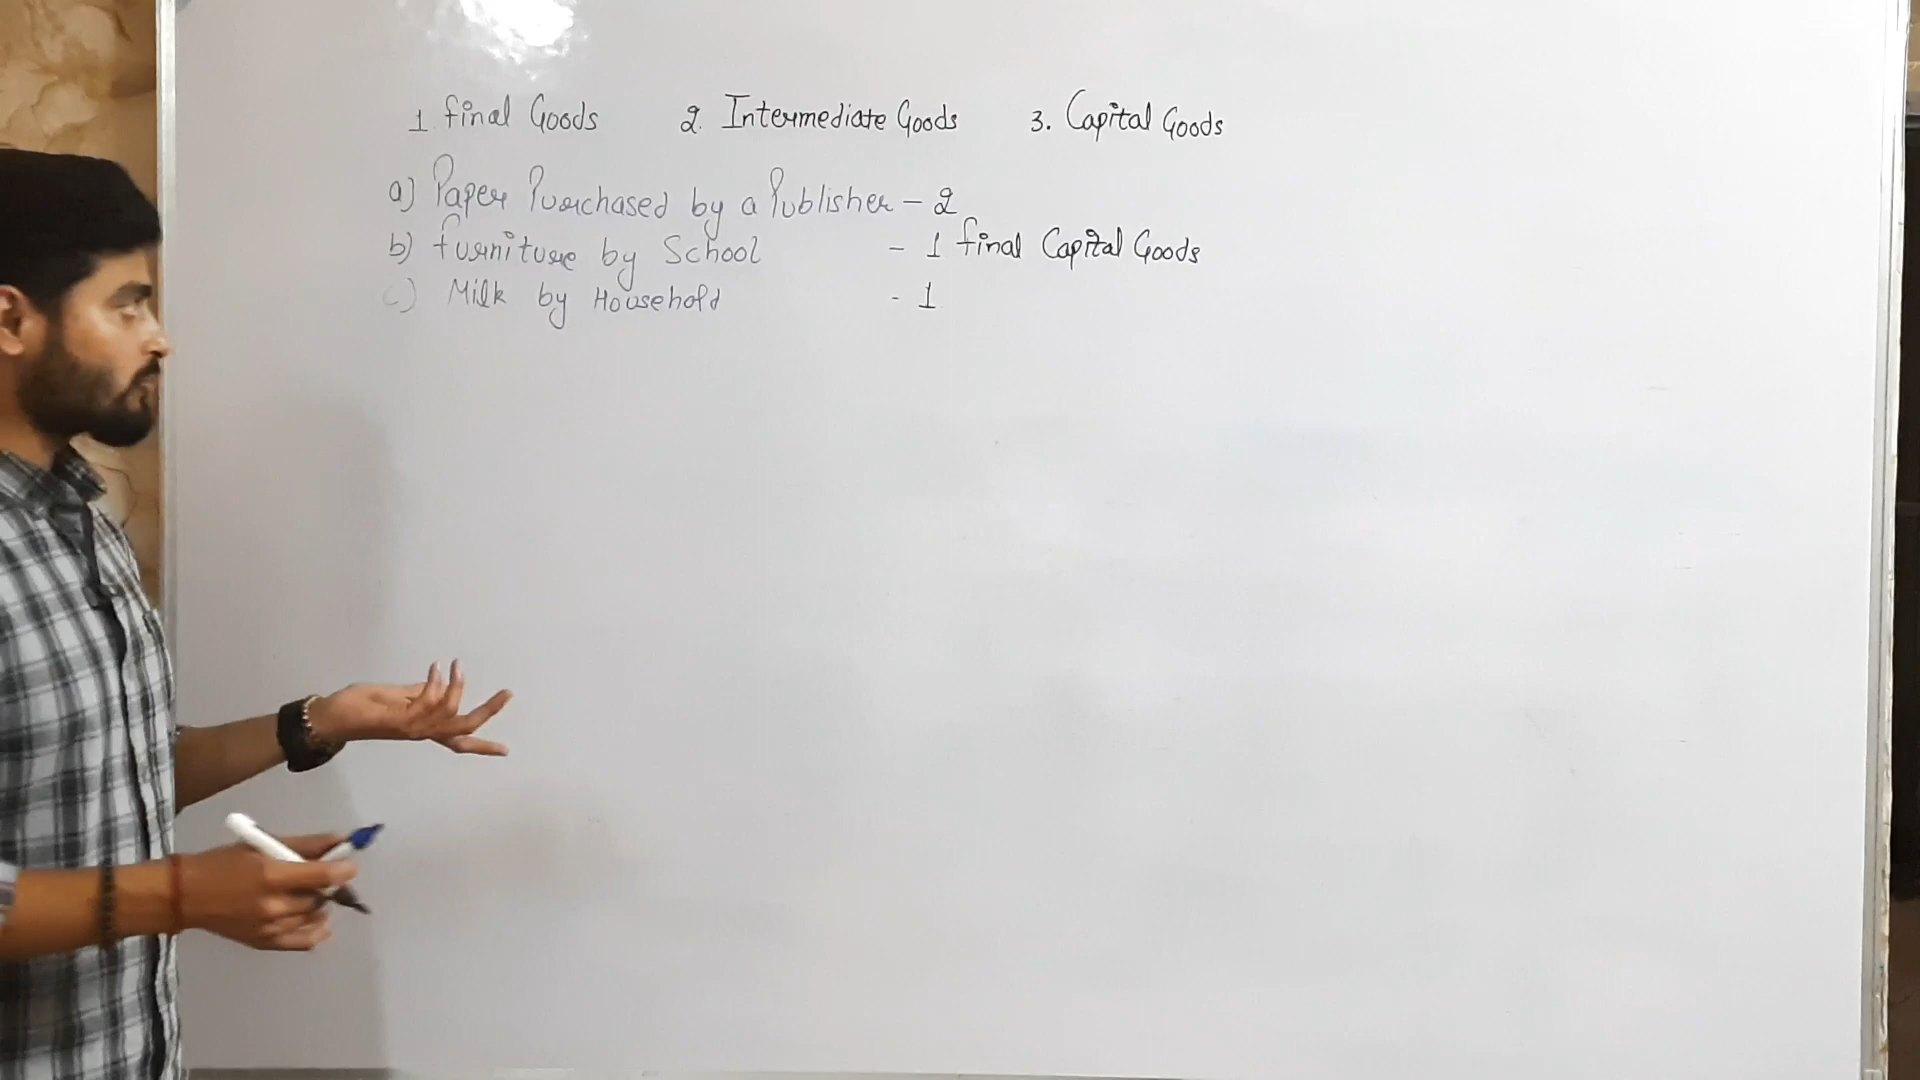 1. Final Goods 2. Intermediate Goods 3. Capital Goods
a) Paper Purchased by a Publisher - 2
b) furniture by School - 1 final Capital Goods
c) Milk by Household - 1